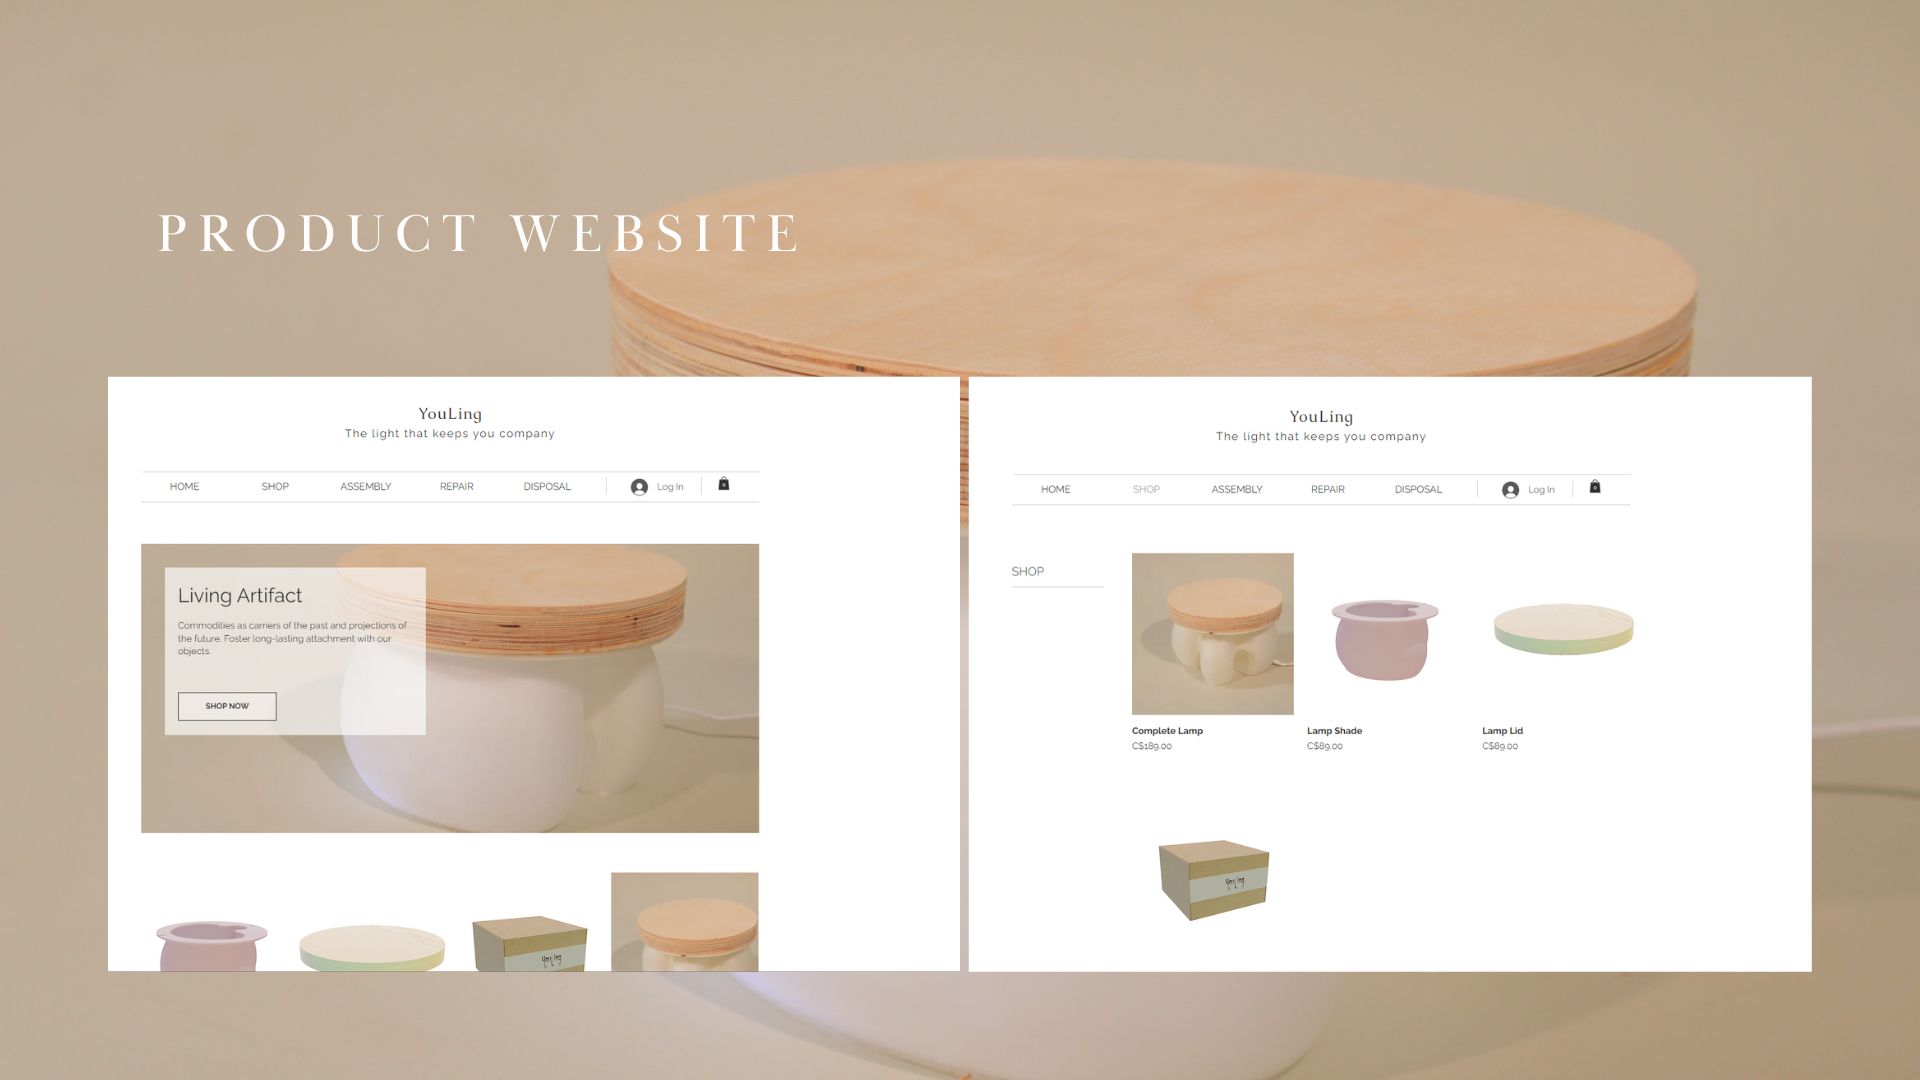 PRODUCT WEBSITE
YouLing
The light that keeps you company
HOME SHOP ASSEMBLY REPAIR DISPOSAL Log In 0
Living Artifact
Commodities as carriers of the past and projections of
the future. Foster long-lasting attachment with our
objects.
SHOP NOW
YouLing
YouLing
The light that keeps you company
HOME SHOP ASSEMBLY REPAIR DISPOSAL Log In 0
SHOP
Complete Lamp
C$189.00
Lamp Shade
C$89.00
Lamp Lid
C$89.00
YouLing